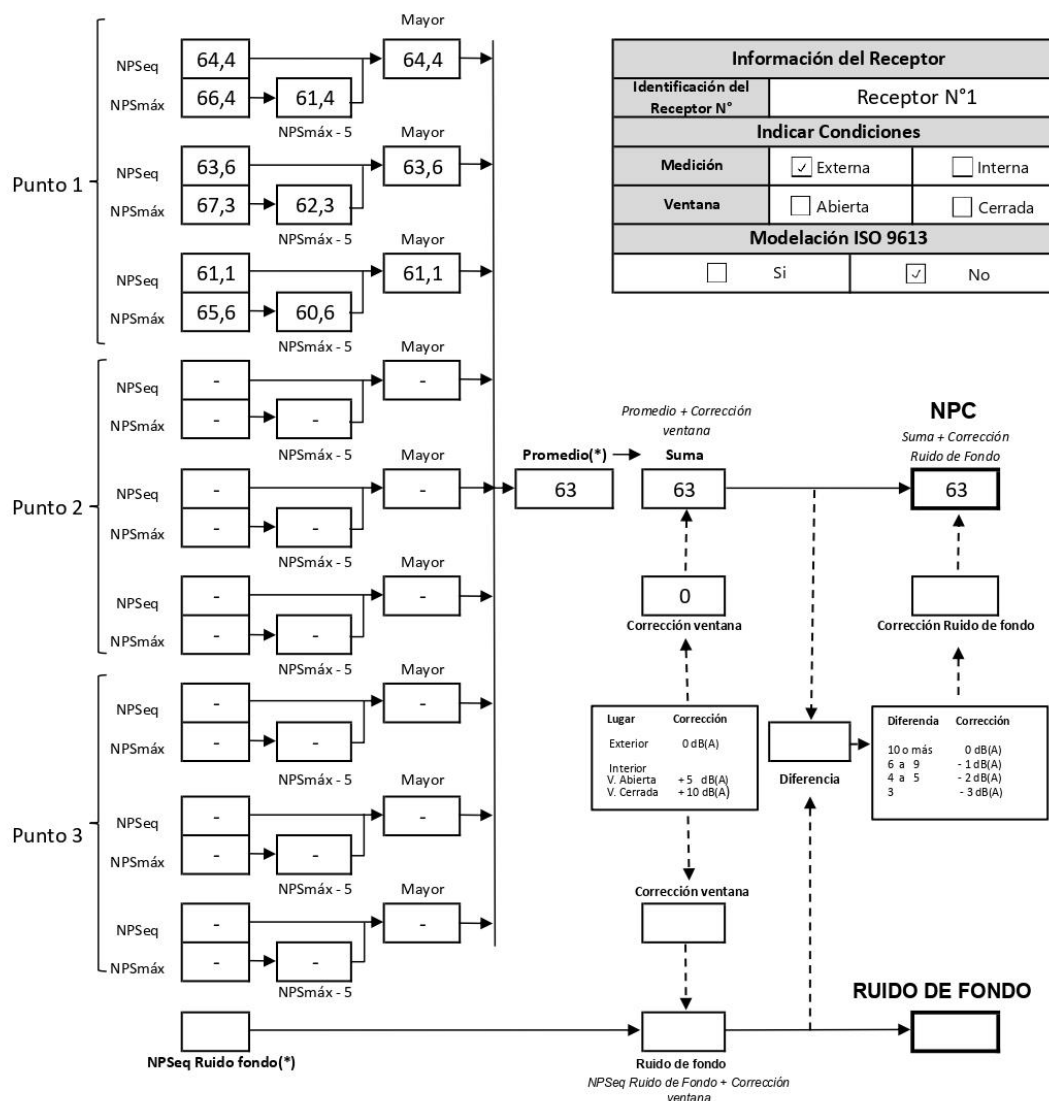 Mayor
NPSeq 64,4 64,4
NPSmáx 66,4 61,4
NPSmáx - 5
Mayor
Punto 1
NPSeq 63,6 63,6
NPSmáx 67,3 62,3
NPSmáx - 5
Mayor
NPSeq 61,1 61,1
NPSmáx 65,6 60,6
NPSmáx - 5
Mayor
NPSeq - -
NPSmáx - -
NPSmáx - 5
Mayor
Punto 2
NPSeq - -
NPSmáx - -
NPSmáx - 5
Mayor
NPSeq - -
NPSmáx - -
NPSmáx - 5
Mayor
NPSeq - -
NPSmáx - -
NPSmáx - 5
Mayor
Punto 3
NPSeq - -
NPSmáx - -
NPSmáx - 5
Mayor
NPSeq - -
NPSmáx - -
NPSmáx - 5
NPSeq Ruido fondo(*)
Información del Receptor
Identificación del
Receptor N°
Receptor N°1
Indicar Condiciones
Medición ✓ Externa Interna
Ventana Abierta Cerrada
Modelación ISO 9613
Si ✓ No
Promedio(*)
63
Promedio + Corrección
ventana
Suma
63
NPC
Suma + Corrección
Ruido de Fondo
63
0
Corrección ventana
Corrección Ruido de fondo
Lugar Corrección
Exterior 0 dB(A)
Interior
V. Abierta + 5 dB(A)
V. Cerrada + 10 dB(A)
Diferencia
Diferencia Corrección
10 o más 0 dB(A)
6 a 9 - 1 dB(A)
4 a 5 - 2 dB(A)
3 - 3 dB(A)
Corrección ventana
RUIDO DE FONDO
Ruido de fondo
NPSeq Ruido de Fondo + Corrección
ventana